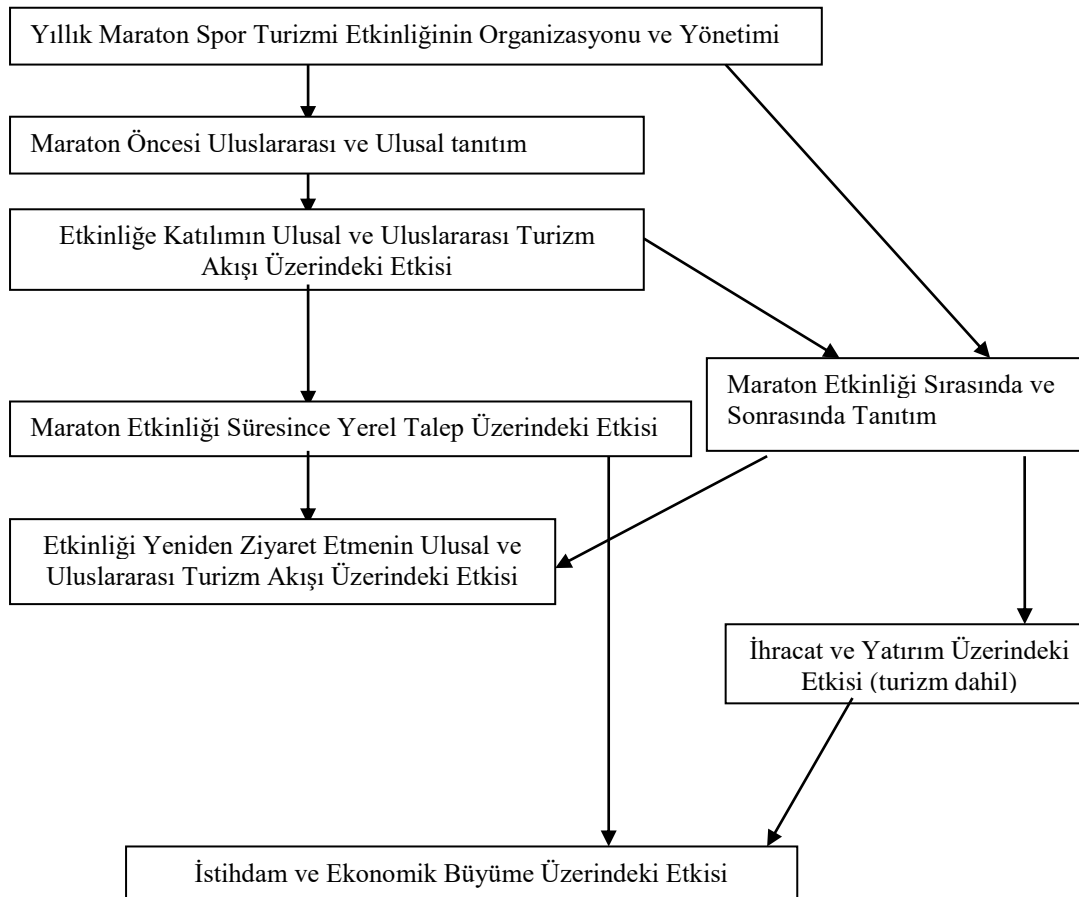 Yıllık Maraton Spor Turizmi Etkinliğinin Organizasyonu ve Yönetimi
Maraton Öncesi Uluslararası ve Ulusal tanıtım
Etkinliğe Katılımın Ulusal ve Uluslararası Turizm
Akışı Üzerindeki Etkisi
Maraton Etkinliği Sırasında ve
Sonrasında Tanıtım
Maraton Etkinliği Süresince Yerel Talep Üzerindeki Etkisi
Etkinliği Yeniden Ziyaret Etmenin Ulusal ve
Uluslararası Turizm Akışı Üzerindeki Etkisi
İhracat ve Yatırım Üzerindeki
Etkisi (turizm dahil)
İstihdam ve Ekonomik Büyüme Üzerindeki Etkisi